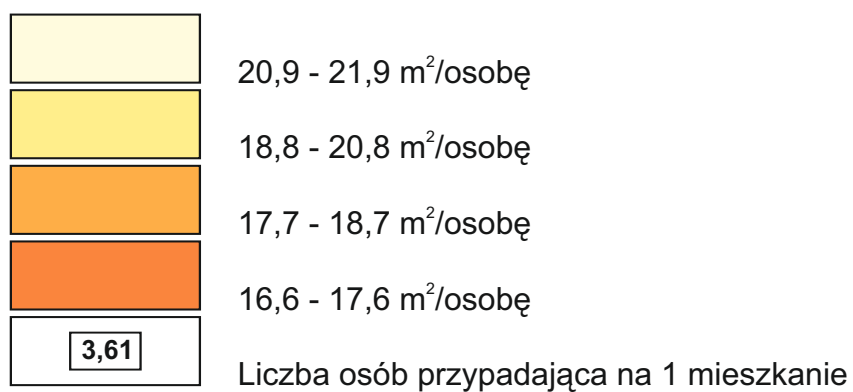 20,9 - 21,9 m²/osobę
18,8 - 20,8 m²/osobę
17,7 - 18,7 m²/osobę
16,6 - 17,6 m²/osobę
3,61
Liczba osób przypadająca na 1 mieszkanie